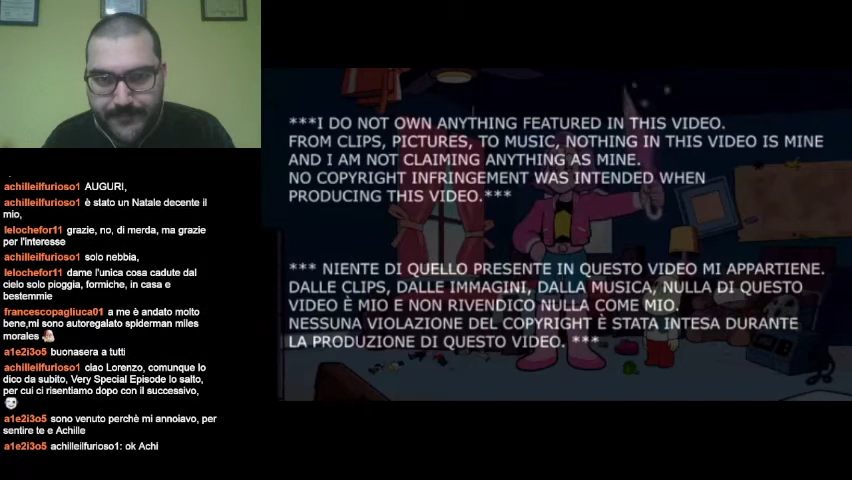 achilleilfurioso1 AUGURI,
achilleilfurioso1 è stato un Natale decente il
mio,
lelochefor11 grazie, no, di merda, ma grazie
per l'interesse
achilleilfurioso1 solo nebbia,
lelochefor11 dame l'unica cosa cadute dal
cielo solo pioggia, formiche, in casa e
bestemmie
francescopagliuca01 a me è andato molto
bene,mi sono autoregalato spiderman miles
morales
a1e2i3o5 buonasera a tutti
achilleilfurioso1 ciao Lorenzo, comunque lo
dico da subito, Very Special Episode lo salto,
per cui ci risentiamo dopo con il successivo,
a1e2i3o5 sono venuto perchè mi annoiavo, per
sentire te e Achille
a1e2i3o5 achilleilfurioso1: ok Achi
***I DO NOT OWN ANYTHING FEATURED IN THIS VIDEO.
FROM CLIPS, PICTURES, TO MUSIC, NOTHING IN THIS VIDEO IS MINE
AND I AM NOT CLAIMING ANYTHING AS MINE.
NO COPYRIGHT INFRINGEMENT WAS INTENDED WHEN
PRODUCING THIS VIDEO.***
*** NIENTE DI QUELLO PRESENTE IN QUESTO VIDEO MI APPARTIENE.
DALLE CLIPS, DALLE IMMAGINI, DALLA MUSICA, NULLA DI QUESTO
VIDEO È MIO E NON RIVENDICO NULLA COME MIO.
NESSUNA VIOLAZIONE DEL COPYRIGHT È STATA INTESA DURANTE
LA PRODUZIONE DI QUESTO VIDEO. ***